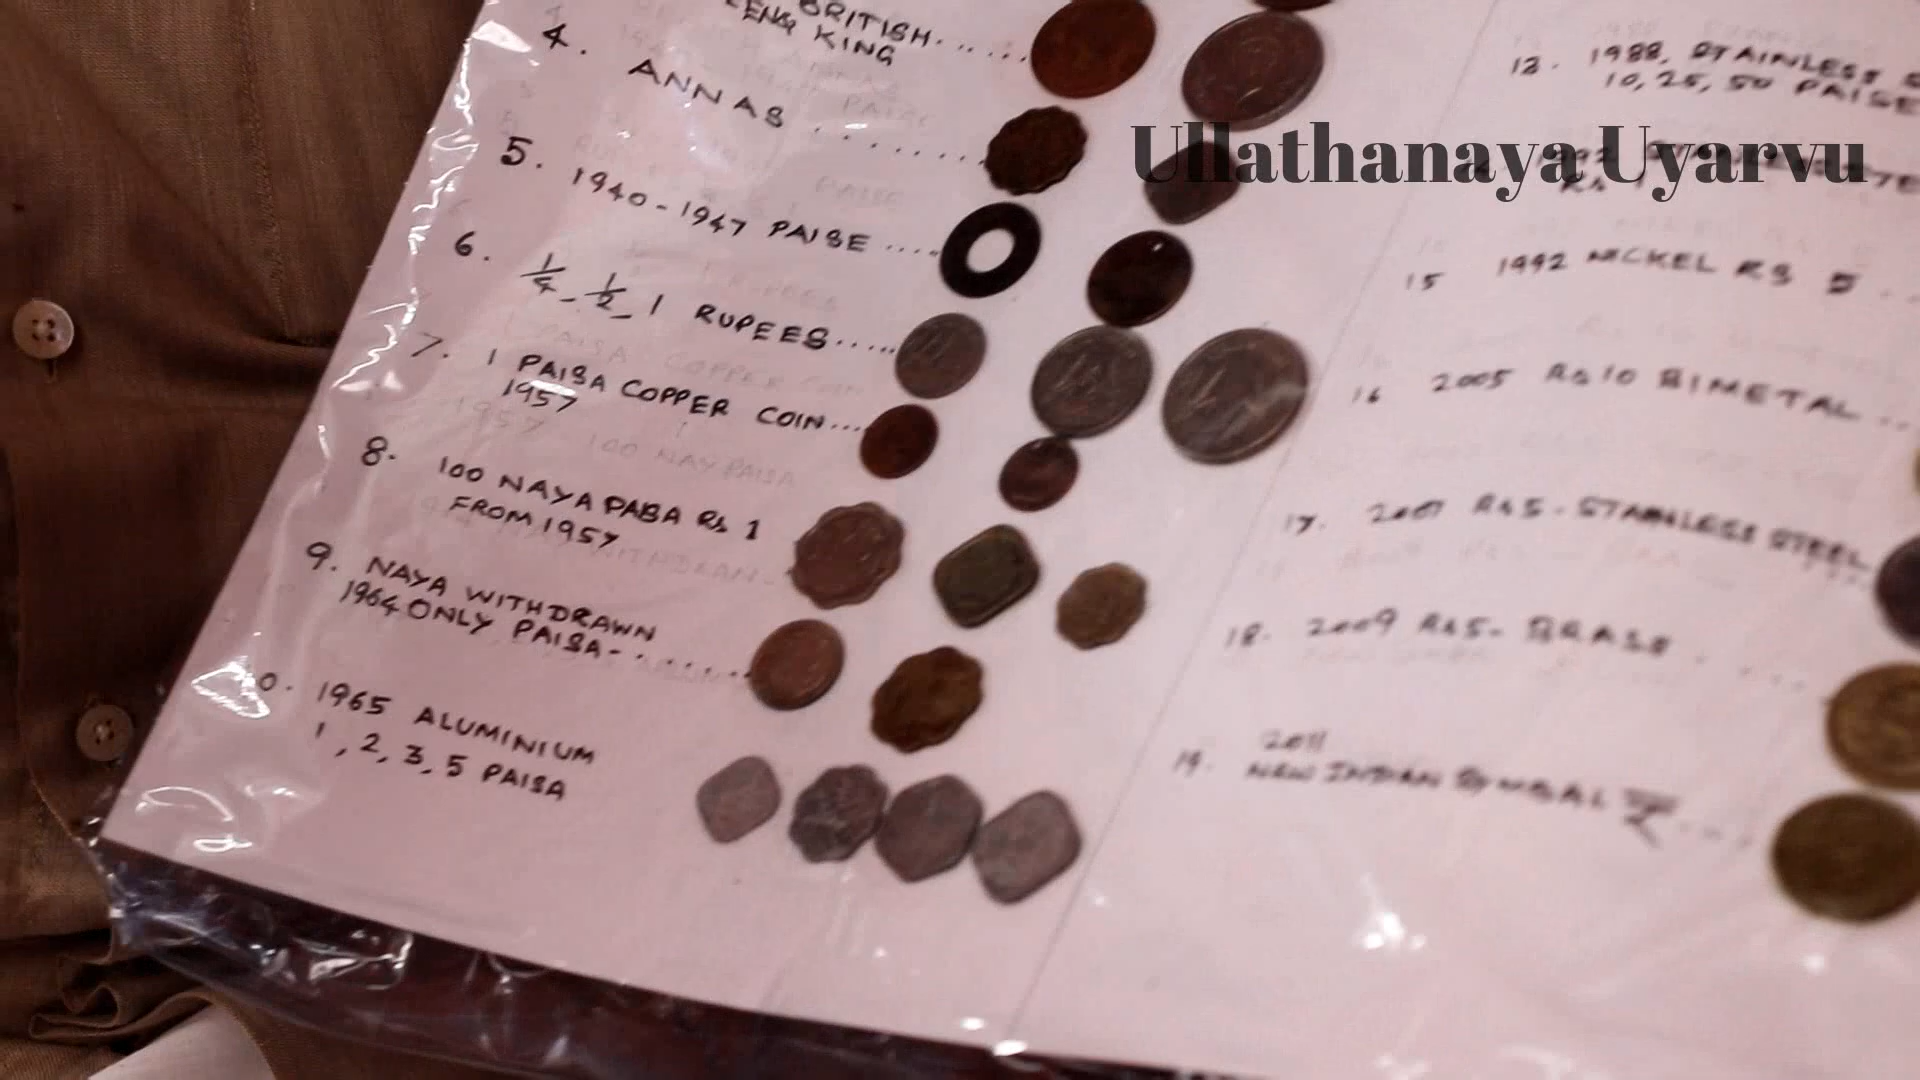 BRITISH.....
KING
4. ANNAS ..........
5. 1940-1947 PAISE ....
6. 1/4 - 1/2 - 1 RUPEES.....
7. 1 PAISA COPPER COIN...
1957
8. 100 NAYA PAISA Rs 1
FROM 1957
9. NAYA WITHDRAWN
1964 ONLY PAISA-.......
0. 1965 ALUMINIUM
1, 2, 3, 5 PAISA
13. 1988, STAINLESS
10, 25, 50 PAISE
Ullathanaya Uyarvu
15 1992 NICKEL RS 5 ..
16 2005 Rs 10 BIMETAL ..
17. 2007 Rs 5 - STAINLESS STEEL
18. 2009 Rs 5 - BRASS ....
2011
19. NEW INDIAN SYMBAL ₹ ....